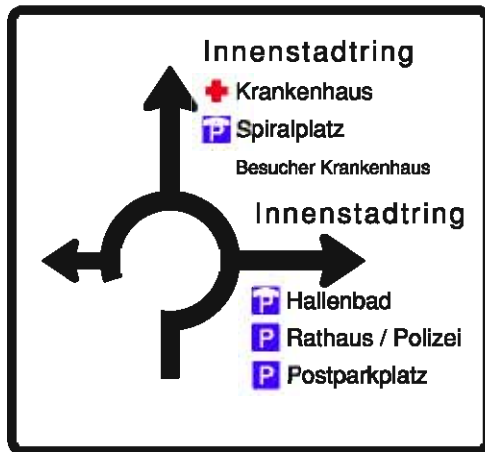 Innenstadtring
Krankenhaus
P Spiralplatz
Besucher Krankenhaus
Innenstadtring
P Hallenbad
P Rathaus / Polizei
P Postparkplatz